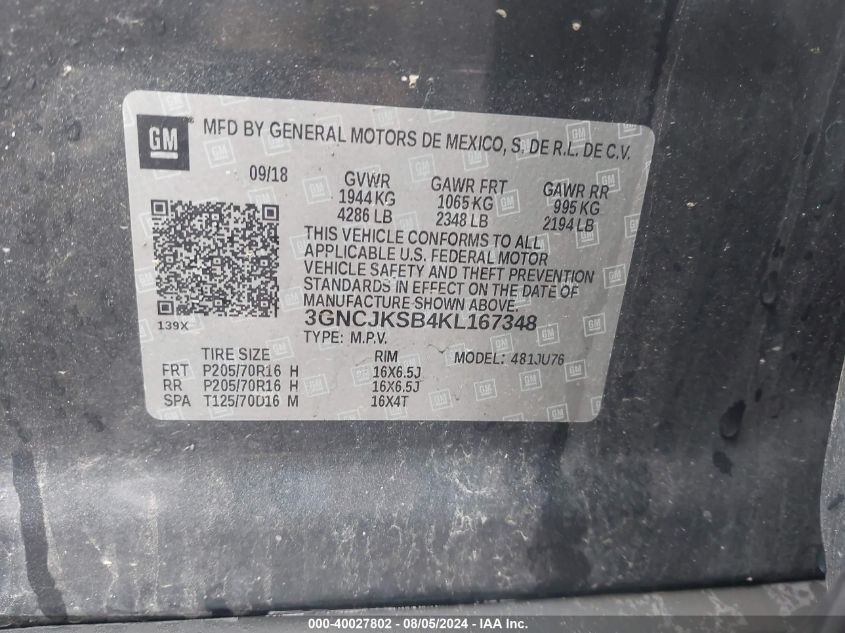 GM MFD BY GENERAL MOTORS DE MEXICO, S. DE R.L. DE C.V.
09/18 GVWR GAWR FRT GAWR RR
1944 KG 1065 KG 995 KG
4286 LB 2348 LB 2194 LB
THIS VEHICLE CONFORMS TO ALL
APPLICABLE U.S. FEDERAL MOTOR
VEHICLE SAFETY AND THEFT PREVENTION
STANDARDS IN EFFECT ON THE DATE OF
MANUFACTURE SHOWN ABOVE.
139X 3GNCJKSB4KL167348
TYPE: M.P.V. MODEL: 481JU76
TIRE SIZE RIM
FRT P205/70R16 H 16X6.5J
RR P205/70R16 H 16X6.5J
SPA T125/70D16 M 16X4T
000-40027802 - 08/05/2024 - IAA Inc.